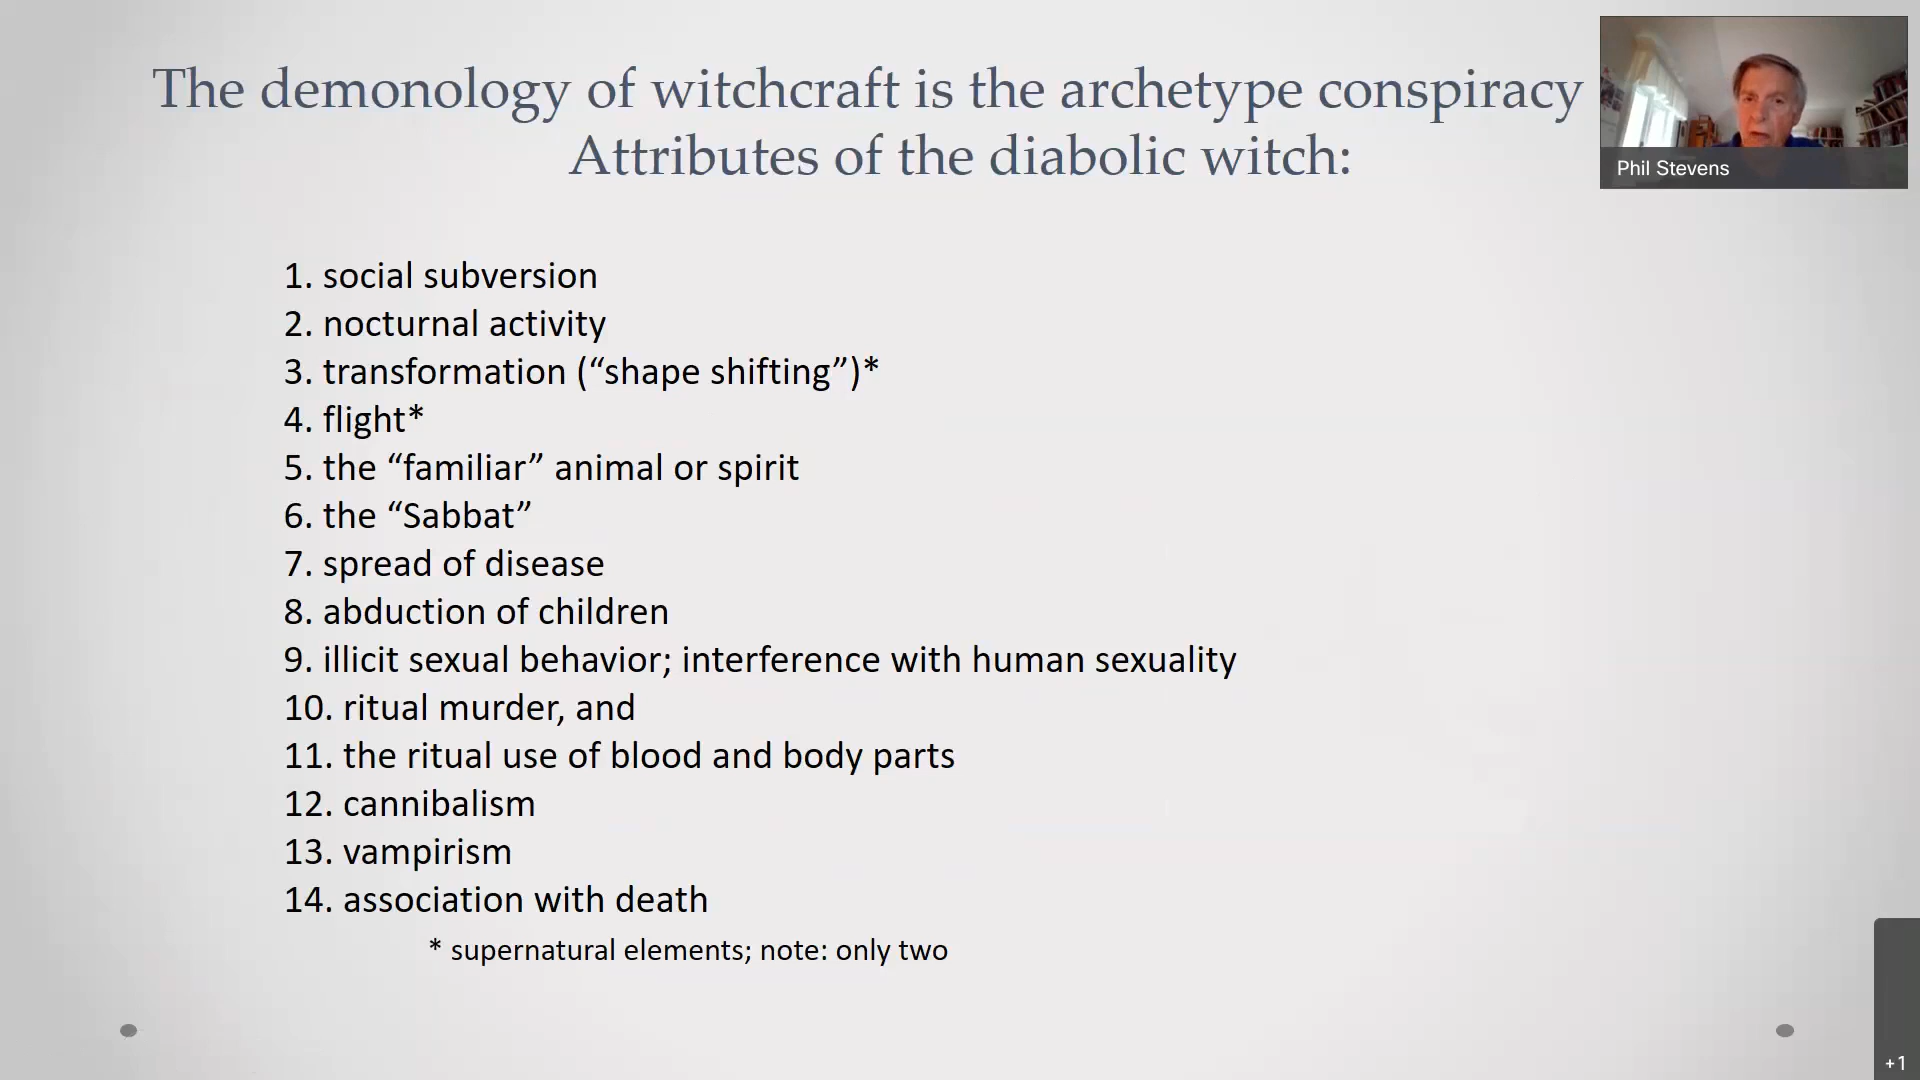 The demonology of witchcraft is the archetype conspiracy
Attributes of the diabolic witch:
Phil Stevens
1. social subversion
2. nocturnal activity
3. transformation (“shape shifting”)*
4. flight*
5. the “familiar” animal or spirit
6. the “Sabbat”
7. spread of disease
8. abduction of children
9. illicit sexual behavior; interference with human sexuality
10. ritual murder, and
11. the ritual use of blood and body parts
12. cannibalism
13. vampirism
14. association with death
* supernatural elements; note: only two
+1